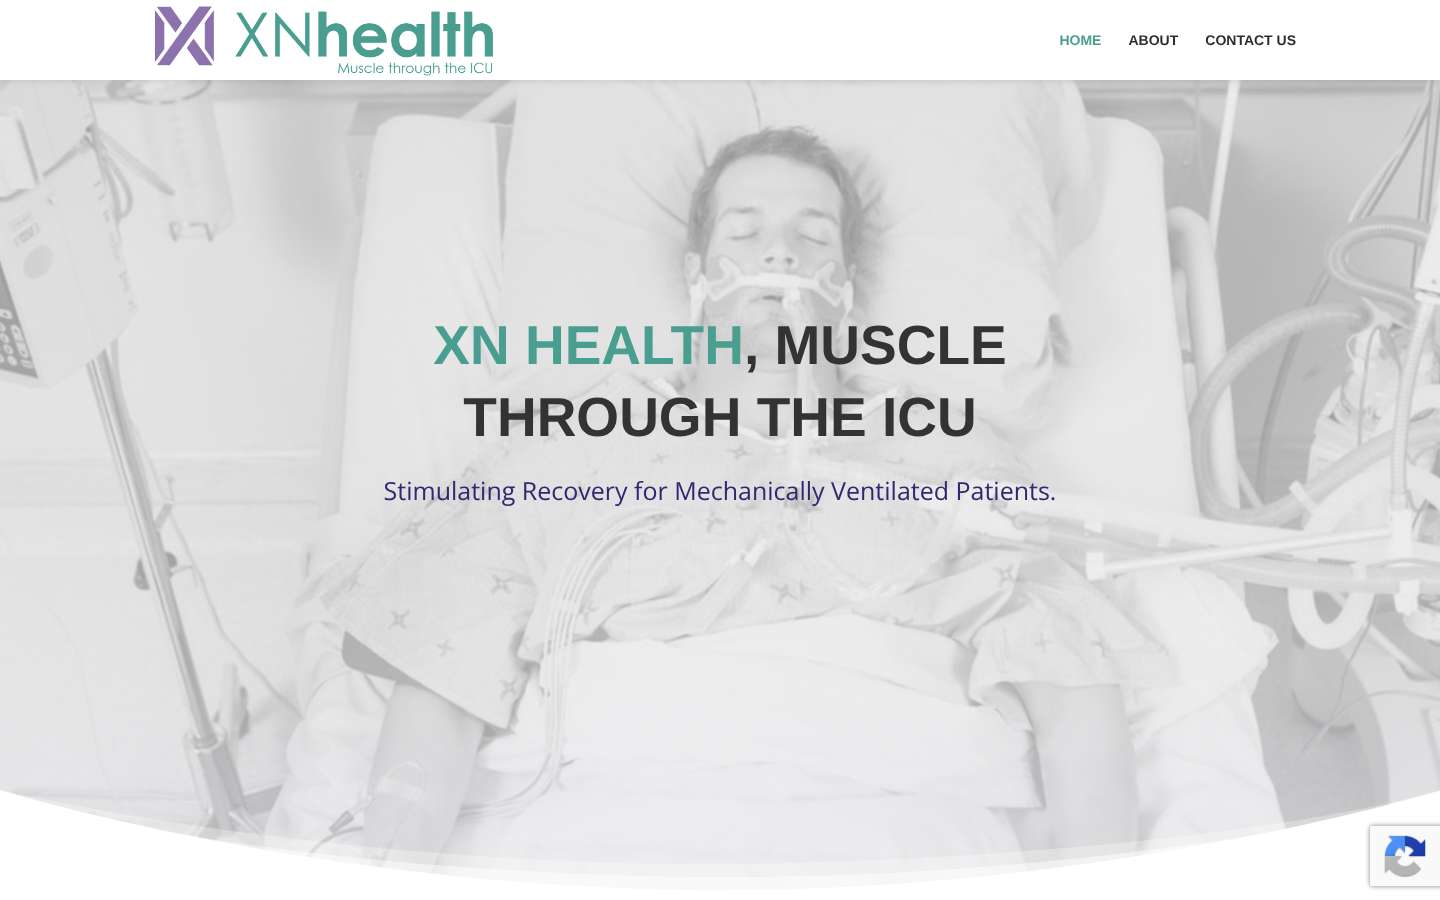 XNhealth
Muscle through the ICU
HOME
ABOUT
CONTACT US
XN HEALTH, MUSCLE
THROUGH THE ICU
Stimulating Recovery for Mechanically Ventilated Patients.